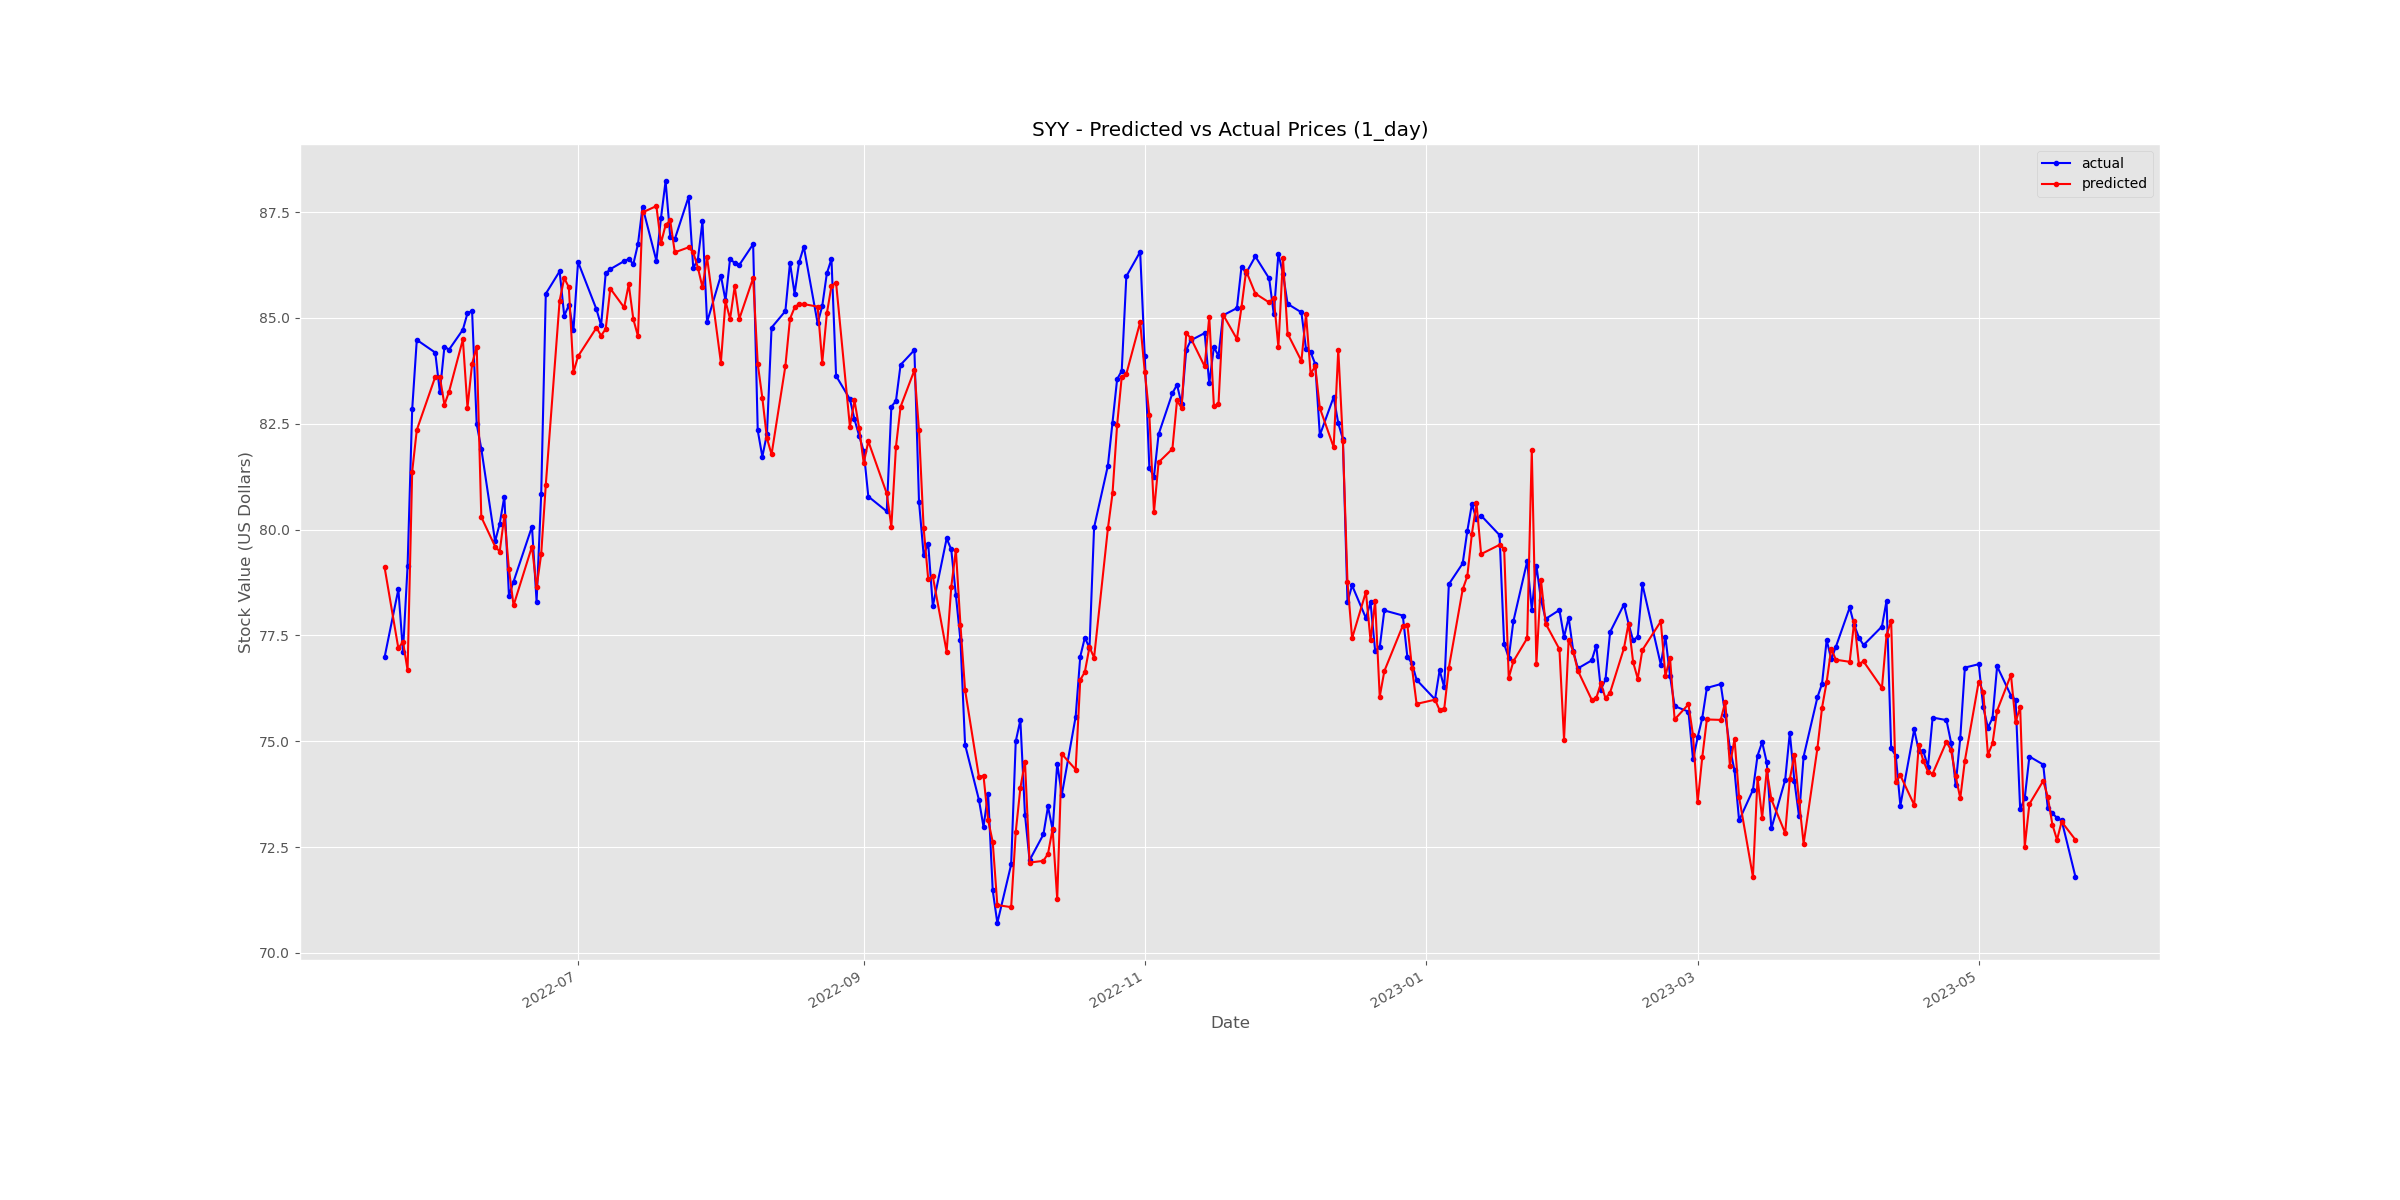 SYY - Predicted vs Actual Prices (1_day)
actual
predicted
87.5
85.0
82.5
80.0
77.5
75.0
72.5
70.0
Stock Value (US Dollars)
2022-07
2022-09
2022-11
2023-01
2023-03
2023-05
Date